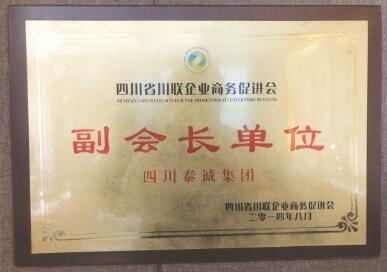 四川省川联企业商务促进会
SICHUAN UNION COUNCIL FOR THE PROMOTION OF ENTERPRISE BUSINESS
副会长单位
四川泰诚集团
四川省川联企业商务促进会
二零一四年八月